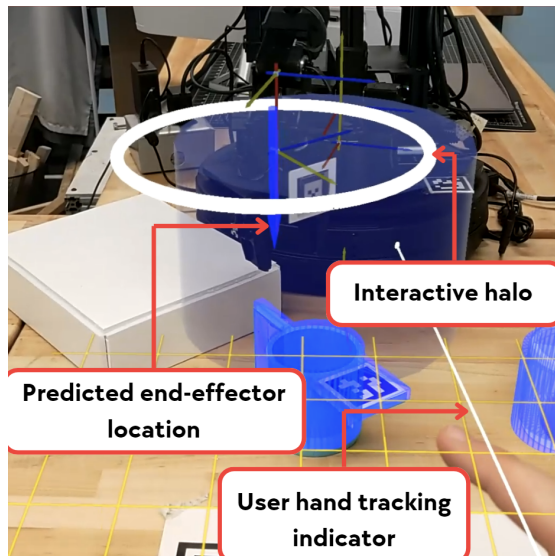 Interactive halo
Predicted end-effector
location
User hand tracking
indicator